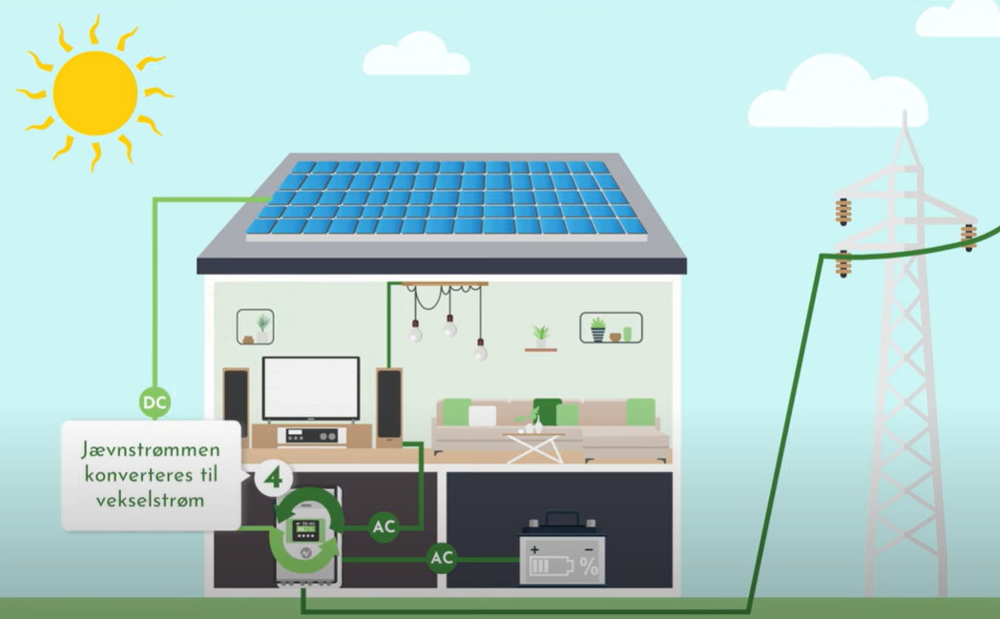 DC
Jævnstrømmen
konverteres til
vekselstrøm
4
AC
AC
+ −
%